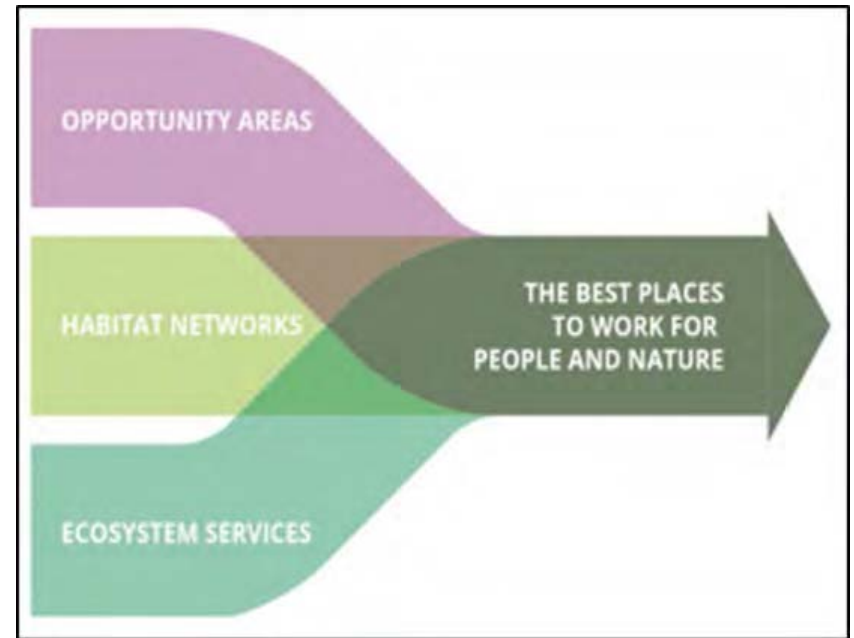 OPPORTUNITY AREAS
HABITAT NETWORKS
THE BEST PLACES
TO WORK FOR
PEOPLE AND NATURE
ECOSYSTEM SERVICES